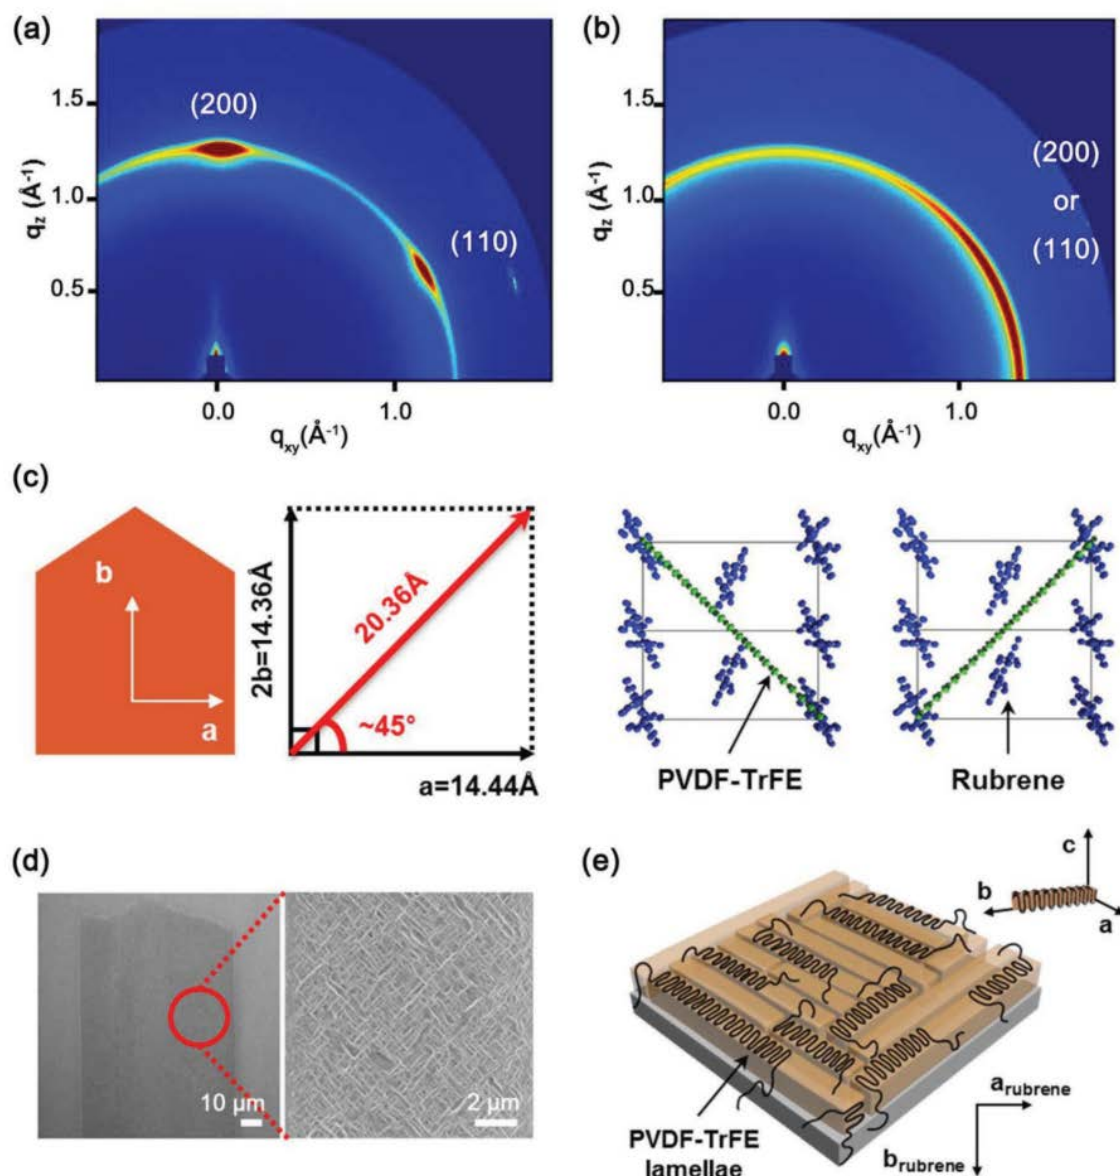 (a)
(200)
(110)
1.5
1.0
0.5
q_z (Å⁻¹)
0.0
1.0
q_xy(Å⁻¹)
(b)
(200)
or
(110)
1.5
1.0
0.5
q_z (Å⁻¹)
0.0
1.0
q_xy(Å⁻¹)
(c)
b
a
2b=14.36Å
20.36Å
~45°
a=14.44Å
PVDF-TrFE
Rubrene
(d)
10 μm
2 μm
(e)
c
b
a
a_rubrene
b_rubrene
PVDF-TrFE
lamellae